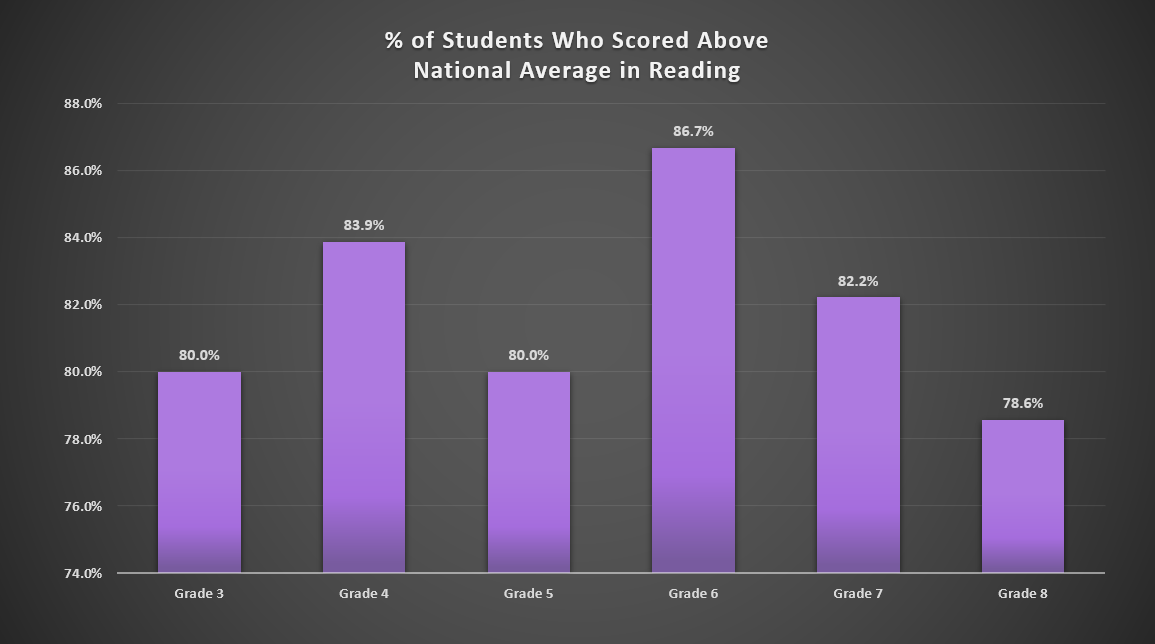 % of Students Who Scored Above
National Average in Reading
88.0%
86.0%
84.0%
82.0%
80.0%
78.0%
76.0%
74.0%
80.0%
83.9%
80.0%
86.7%
82.2%
78.6%
Grade 3
Grade 4
Grade 5
Grade 6
Grade 7
Grade 8